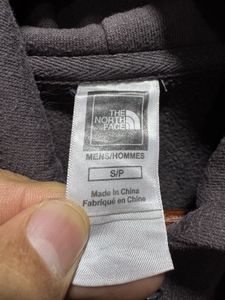 THE
NORTH
FACE
MENS/HOMMES
S/P
Made in China
Fabriqué en Chine